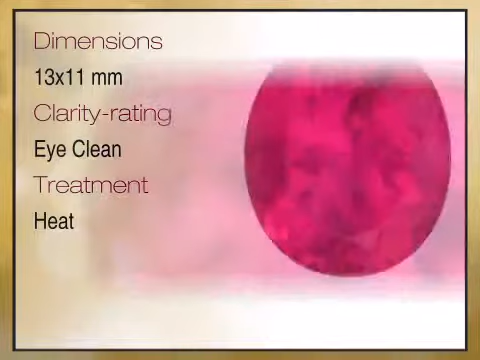 Dimensions
13x11 mm
Clarity-rating
Eye Clean
Treatment
Heat